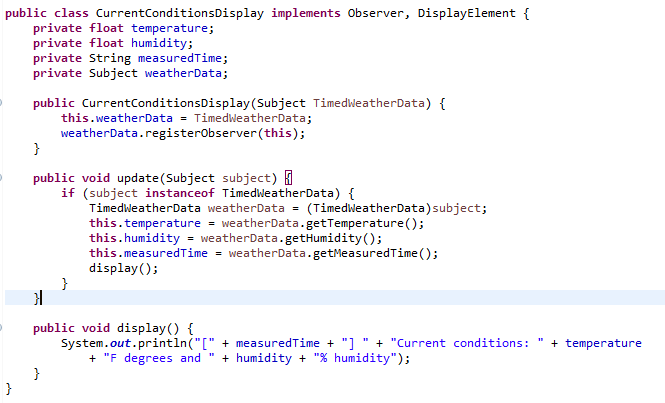 public class CurrentConditionsDisplay implements Observer, DisplayElement {
    private float temperature;
    private float humidity;
    private String measuredTime;
    private Subject weatherData;

    public CurrentConditionsDisplay(Subject TimedWeatherData) {
        this.weatherData = TimedWeatherData;
        weatherData.registerObserver(this);
    }

    public void update(Subject subject) {
        if (subject instanceof TimedWeatherData) {
            TimedWeatherData weatherData = (TimedWeatherData)subject;
            this.temperature = weatherData.getTemperature();
            this.humidity = weatherData.getHumidity();
            this.measuredTime = weatherData.getMeasuredTime();
            display();
        }
    }

    public void display() {
        System.out.println("[" + measuredTime + "] " + "Current conditions: " + temperature
            + "F degrees and " + humidity + "% humidity");
    }
}